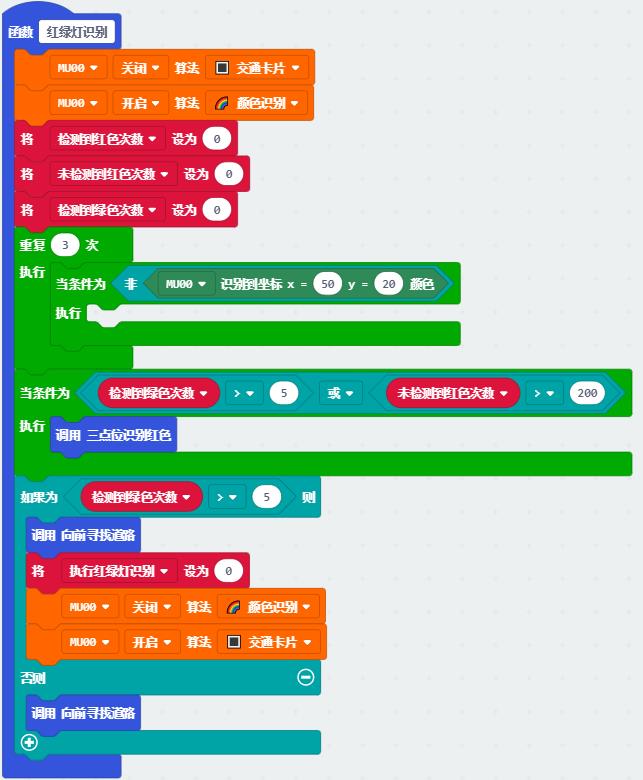 函数 红绿灯识别
MU00 关闭 算法 交通卡片
MU00 开启 算法 颜色识别
将 检测到红色次数 设为 0
将 未检测到红色次数 设为 0
将 检测到绿色次数 设为 0
重复 3 次
执行 当条件为 非 MU00 识别到坐标 x = 50 y = 20 颜色
执行
当条件为 检测到绿色次数 > 5 或 未检测到红色次数 > 200
执行 调用 三点位识别红色
如果为 检测到绿色次数 > 5 则
调用 向前寻找道路
将 执行红绿灯识别 设为 0
MU00 关闭 算法 颜色识别
MU00 开启 算法 交通卡片
否则
调用 向前寻找道路